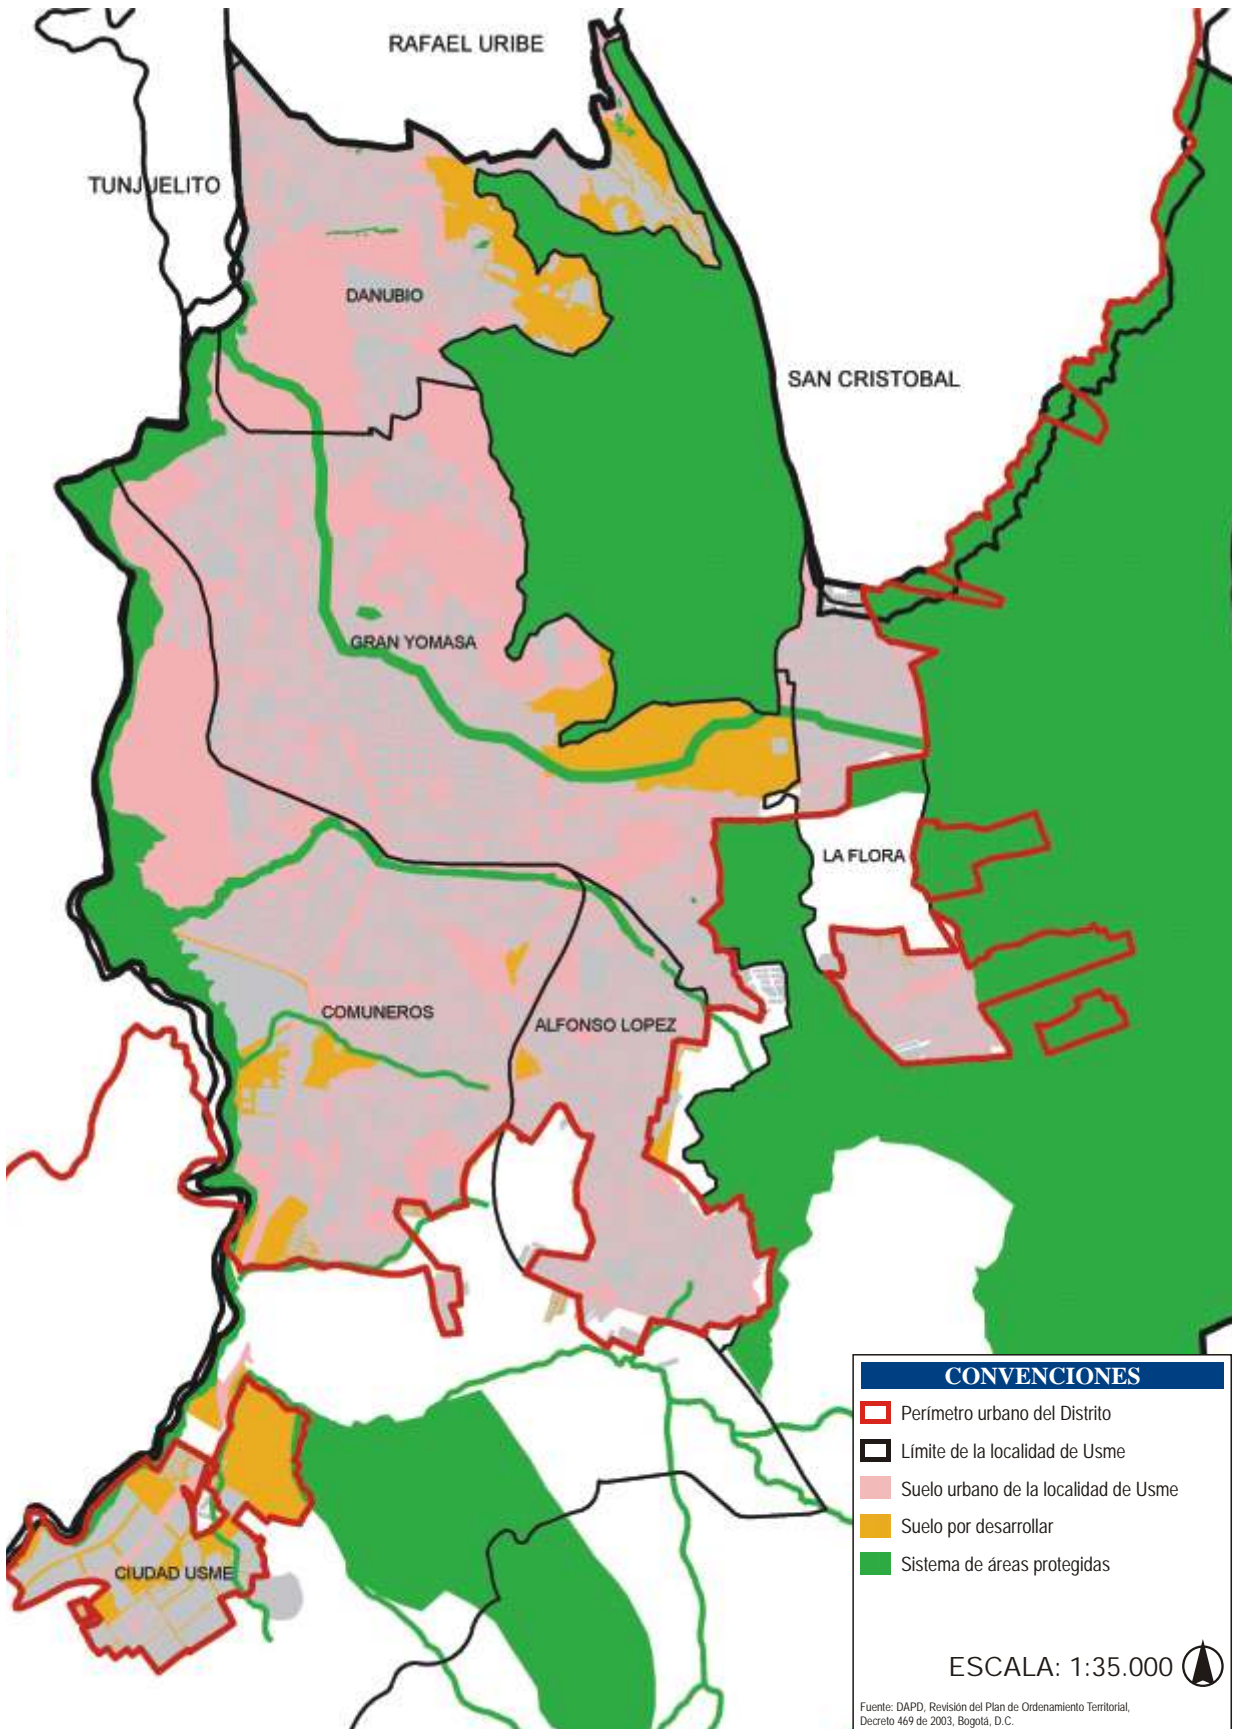 RAFAEL URIBE
TUNJUELITO
DANUBIO
SAN CRISTOBAL
GRAN YOMASA
LA FLORA
COMUNEROS
ALFONSO LOPEZ
CIUDAD USME
CONVENCIONES
Perímetro urbano del Distrito
Límite de la localidad de Usme
Suelo urbano de la localidad de Usme
Suelo por desarrollar
Sistema de áreas protegidas
ESCALA: 1:35.000
Fuente: DAPD, Revisión del Plan de Ordenamiento Territorial,
Decreto 469 de 2003, Bogotá, D.C.